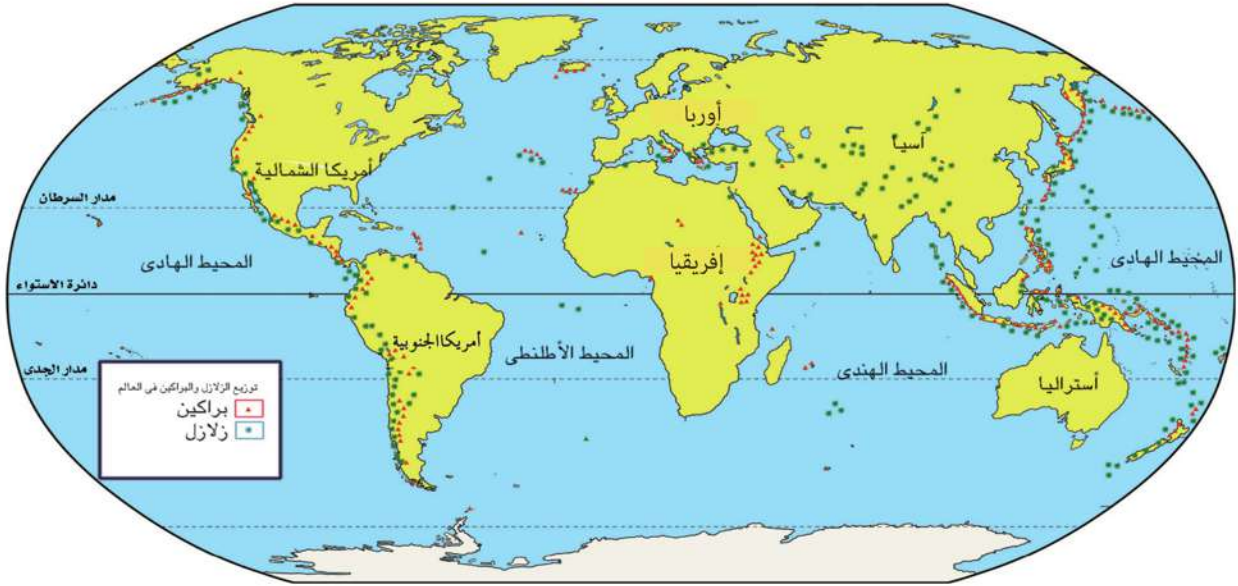 أوربا
آسيا
أمريكا الشمالية
مدار السرطان
المحيط الهادى
إفريقيا
المحيط الهادى
دائرة الاستواء
أمريكا الجنوبية
المحيط الأطلنطى
المحيط الهندى
مدار الجدى
أستراليا
توزيع الزلازل والبراكين فى العالم
براكين
زلازل